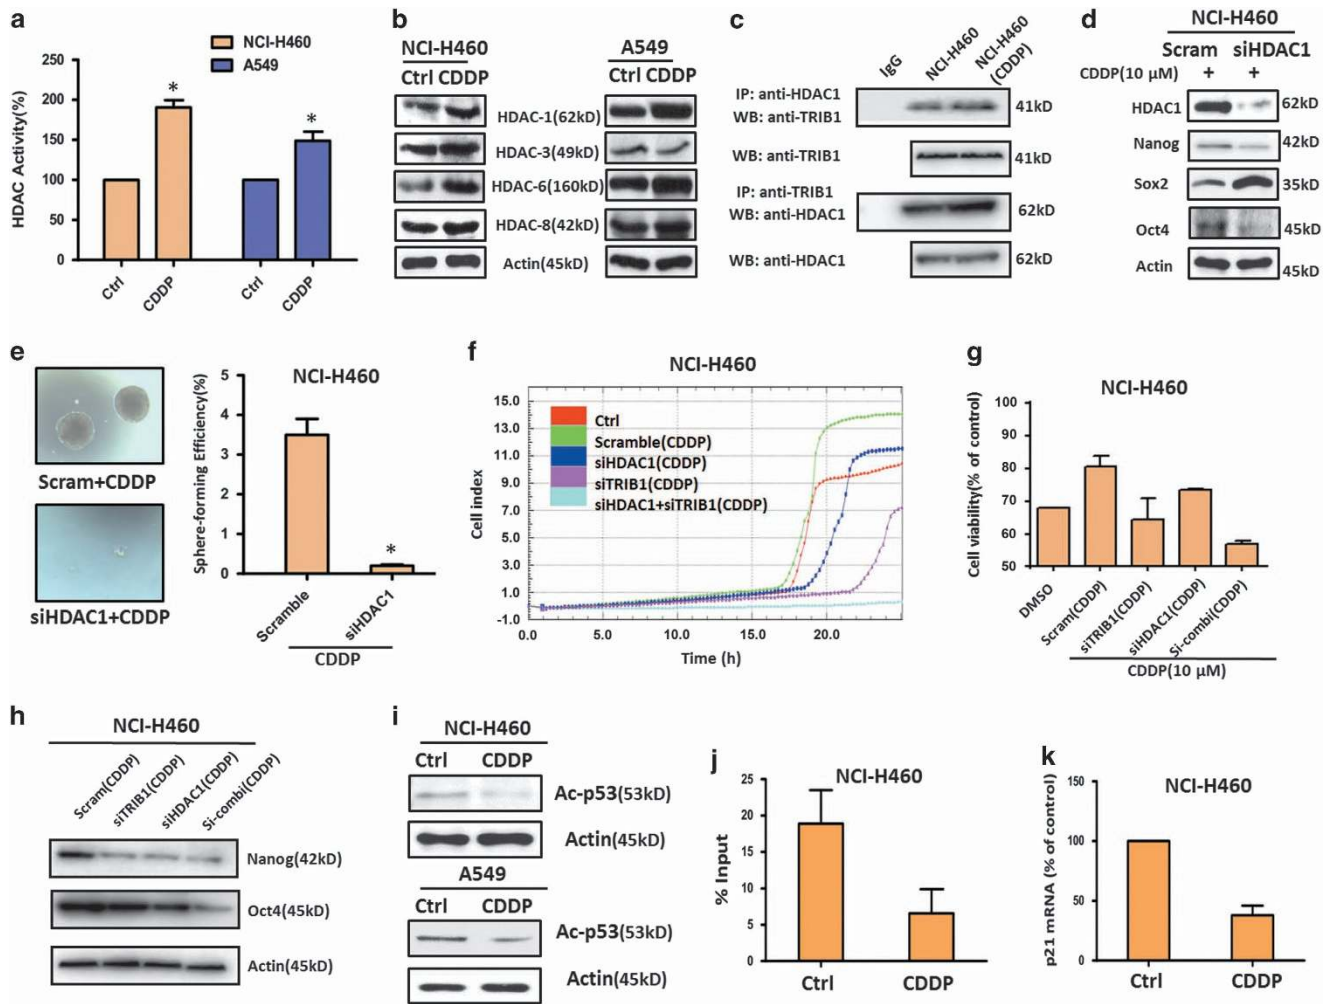 a
NCI-H460
A549
HDAC Activity(%)
250
200
150
100
50
0
*
*
Ctrl
CDDP
Ctrl
CDDP
b
NCI-H460
A549
Ctrl CDDP
Ctrl CDDP
HDAC-1(62kD)
HDAC-3(49kD)
HDAC-6(160kD)
HDAC-8(42kD)
Actin(45kD)
c
IgG
NCI-H460
NCI-H460
(CDDP)
IP: anti-HDAC1
WB: anti-TRIB1
41kD
WB: anti-TRIB1
41kD
IP: anti-TRIB1
WB: anti-HDAC1
62kD
WB: anti-HDAC1
62kD
d
NCI-H460
Scram siHDAC1
CDDP(10 µM) + +
HDAC1 62kD
Nanog 42kD
Sox2 35kD
Oct4 45kD
Actin 45kD
e
Scram+CDDP
siHDAC1+CDDP
NCI-H460
Sphere-forming Efficiency(%)
5
4
3
2
1
0
*
Scramble
siHDAC1
CDDP
f
NCI-H460
Cell index
15.0
13.0
11.0
9.0
7.0
5.0
3.0
1.0
-1.0
Ctrl
Scramble(CDDP)
siHDAC1(CDDP)
siTRIB1(CDDP)
siHDAC1+siTRIB1(CDDP)
0.0 5.0 10.0 15.0 20.0
Time (h)
g
NCI-H460
Cell viability(% of control)
100
90
80
70
60
50
DMSO
Scram(CDDP)
siTRIB1(CDDP)
siHDAC1(CDDP)
Si-combi(CDDP)
CDDP(10 µM)
h
NCI-H460
Scram(CDDP)
siTRIB1(CDDP)
siHDAC1(CDDP)
Si-combi(CDDP)
Nanog(42kD)
Oct4(45kD)
Actin(45kD)
i
NCI-H460
Ctrl CDDP
Ac-p53(53kD)
Actin(45kD)
A549
Ctrl CDDP
Ac-p53(53kD)
Actin(45kD)
j
NCI-H460
% Input
25
20
15
10
5
0
Ctrl CDDP
k
NCI-H460
p21 mRNA (% of control)
150
100
50
0
Ctrl CDDP